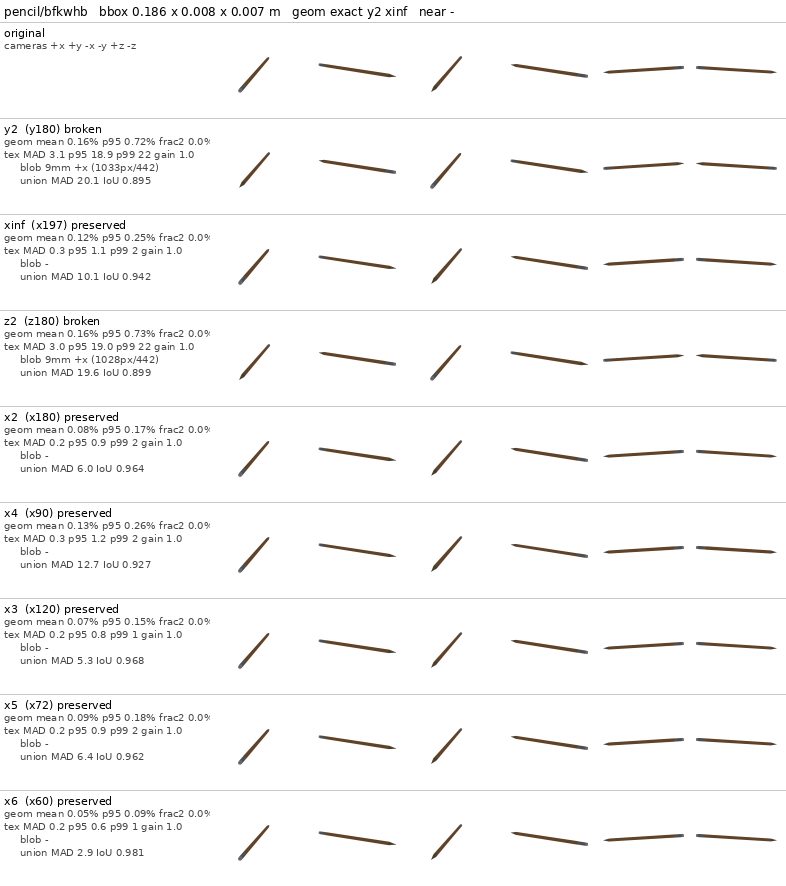 pencil/bfkwhb   bbox 0.186 x 0.008 x 0.007 m   geom exact y2 xinf   near -
original
cameras +x +y -x -y +z -z
y2  (y180) broken
geom mean 0.16% p95 0.72% frac2 0.0%
tex MAD 3.1 p95 18.9 p99 22 gain 1.0
blob 9mm +x (1033px/442)
union MAD 20.1 IoU 0.895
xinf  (x197) preserved
geom mean 0.12% p95 0.25% frac2 0.0%
tex MAD 0.3 p95 1.1 p99 2 gain 1.0
blob -
union MAD 10.1 IoU 0.942
z2  (z180) broken
geom mean 0.16% p95 0.73% frac2 0.0%
tex MAD 3.0 p95 19.0 p99 22 gain 1.0
blob 9mm +x (1028px/442)
union MAD 19.6 IoU 0.899
x2  (x180) preserved
geom mean 0.08% p95 0.17% frac2 0.0%
tex MAD 0.2 p95 0.9 p99 2 gain 1.0
blob -
union MAD 6.0 IoU 0.964
x4  (x90) preserved
geom mean 0.13% p95 0.26% frac2 0.0%
tex MAD 0.3 p95 1.2 p99 2 gain 1.0
blob -
union MAD 12.7 IoU 0.927
x3  (x120) preserved
geom mean 0.07% p95 0.15% frac2 0.0%
tex MAD 0.2 p95 0.8 p99 1 gain 1.0
blob -
union MAD 5.3 IoU 0.968
x5  (x72) preserved
geom mean 0.09% p95 0.18% frac2 0.0%
tex MAD 0.2 p95 0.9 p99 2 gain 1.0
blob -
union MAD 6.4 IoU 0.962
x6  (x60) preserved
geom mean 0.05% p95 0.09% frac2 0.0%
tex MAD 0.2 p95 0.6 p99 1 gain 1.0
blob -
union MAD 2.9 IoU 0.981